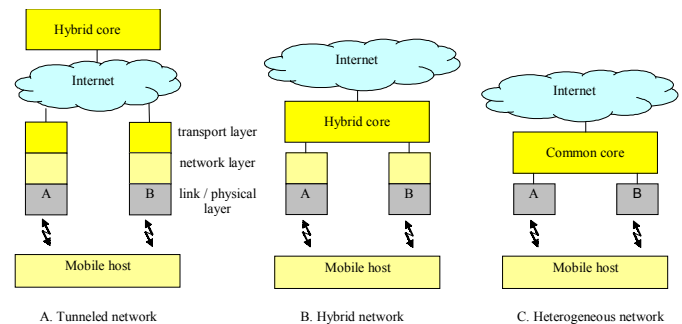 Hybrid core
Internet
transport layer
network layer
A
B
link / physical
layer
Mobile host
A. Tunneled network
Internet
Hybrid core
A
B
Mobile host
B. Hybrid network
Internet
Common core
A
B
Mobile host
C. Heterogeneous network